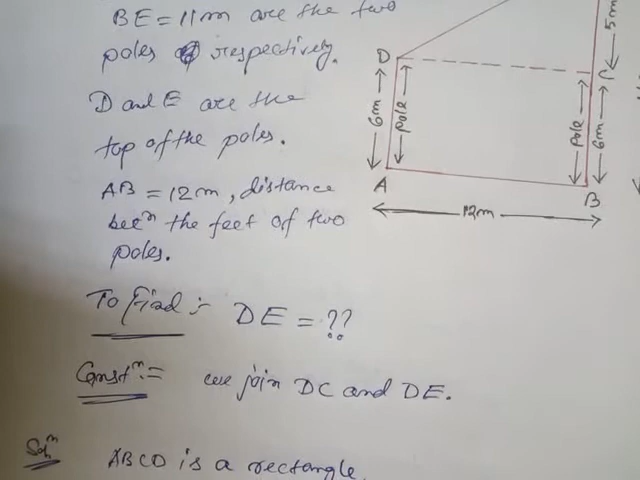 BE = 11m are the two
poles respectively.
D and E are the
top of the poles.
AB = 12m, distance
beeⁿ the feet of two
poles.
To Find :- DE = ??
Constⁿ := we join DC and DE.
Solⁿ ABCD is a rectangle.
D
6m
Pole
A
12m
B
Pole
6m
C
5m